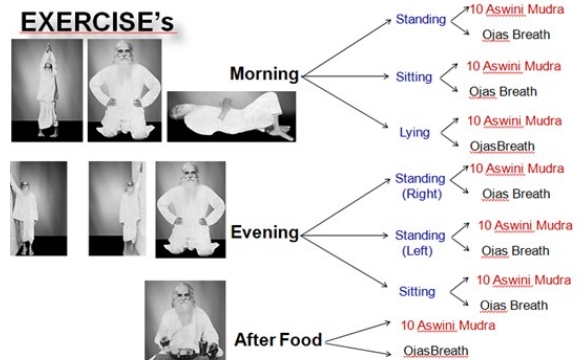 EXERCISE's
Morning
Standing
10 Aswini Mudra
Ojas Breath
Sitting
10 Aswini Mudra
Ojas Breath
Lying
10 Aswini Mudra
OjasBreath
Evening
Standing
(Right)
10 Aswini Mudra
Ojas Breath
Standing
(Left)
10 Aswini Mudra
Ojas Breath
Sitting
10 Aswini Mudra
Ojas Breath
After Food
10 Aswini Mudra
OjasBreath